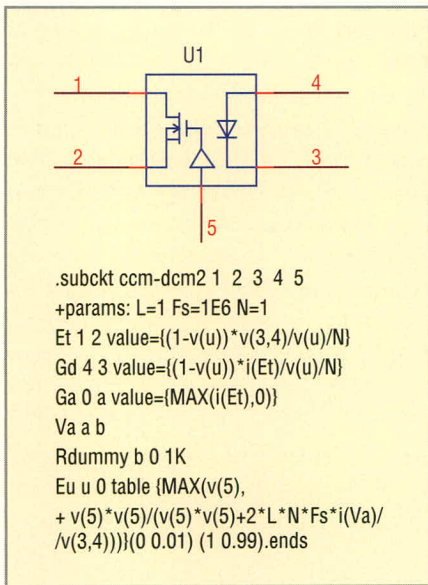 U1
1
4
2
3
5
.subckt ccm-dcm2 1 2 3 4 5
+params: L=1 Fs=1E6 N=1
Et 1 2 value={(1-v(u))*v(3,4)/v(u)/N}
Gd 4 3 value={(1-v(u))*i(Et)/v(u)/N}
Ga 0 a value={MAX(i(Et),0)}
Va a b
Rdummy b 0 1K
Eu u 0 table {MAX(v(5),
+ v(5)*v(5)/(v(5)*v(5)+2*L*N*Fs*i(Va)/
/v(3,4)))}(0 0.01) (1 0.99).ends